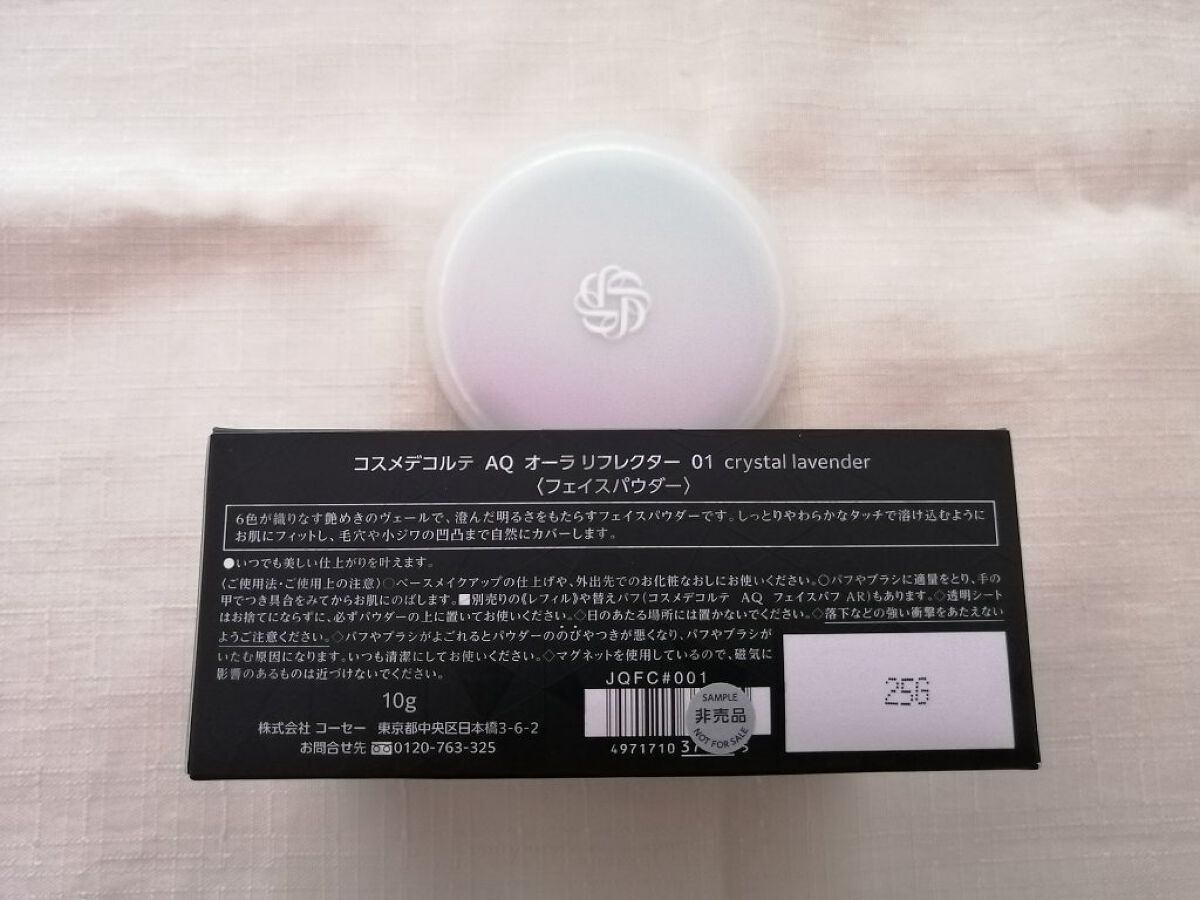 コスメデコルテ AQ オーラ リフレクター 01 crystal lavender
〈フェイスパウダー〉
6色が織りなす艶めきのヴェールで、澄んだ明るさをもたらすフェイスパウダーです。しっとりやわらかなタッチで溶け込むように
お肌にフィットし、毛穴や小ジワの凹凸まで自然にカバーします。
●いつでも美しい仕上がりを叶えます。
〈ご使用法・ご使用上の注意〉○ベースメイクアップの仕上げや、外出先でのお化粧なおしにお使いください。○パフやブラシに適量をとり、手の
甲でつき具合をみてからお肌にのばします。■別売りの《レフィル》や替えパフ(コスメデコルテ AQ フェイスパフ AR)もあります。◇透明シート
はお捨てにならずに、必ずパウダーの上に置いてお使いください。◇日のあたる場所には置かないでください。◇落下などの強い衝撃をあたえない
ようご注意ください。◇パフやブラシがよごれるとパウダーののびやつきが悪くなり、パフやブラシが
いたむ原因になります。いつも清潔にしてお使いください。◇マグネットを使用しているので、磁気に
影響のあるものは近づけないでください。
10g
株式会社 コーセー 東京都中央区日本橋3-6-2
お問合せ先 0120-763-325
JQFC#001
SAMPLE
非売品
NOT FOR SALE
4971710 37
25G